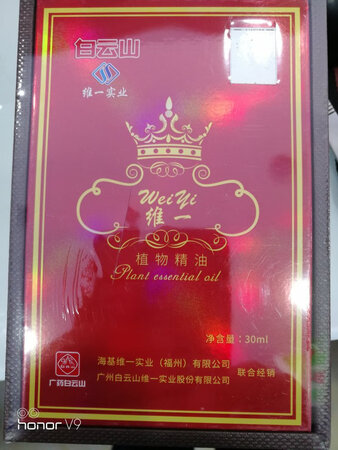 白云山
维一实业
WeiYi
维一
植物精油
Plant essential oil
净含量：30ml
海基维一实业（福州）有限公司
广州白云山维一实业股份有限公司
联合经销
广药白云山
honor V9